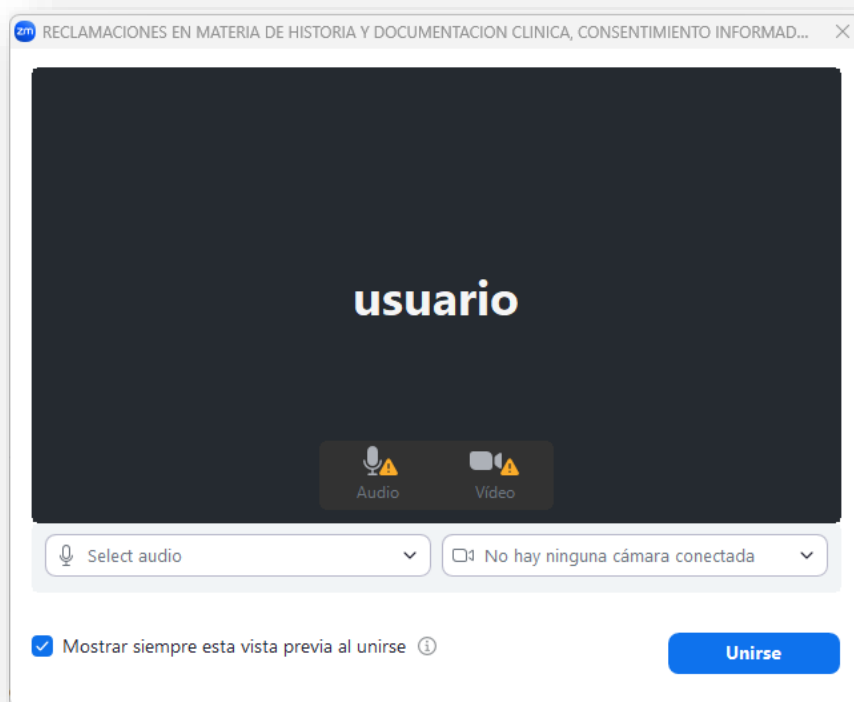 zm RECLAMACIONES EN MATERIA DE HISTORIA Y DOCUMENTACION CLINICA, CONSENTIMIENTO INFORMAD...
usuario
Audio Vídeo
Select audio No hay ninguna cámara conectada
Mostrar siempre esta vista previa al unirse
Unirse